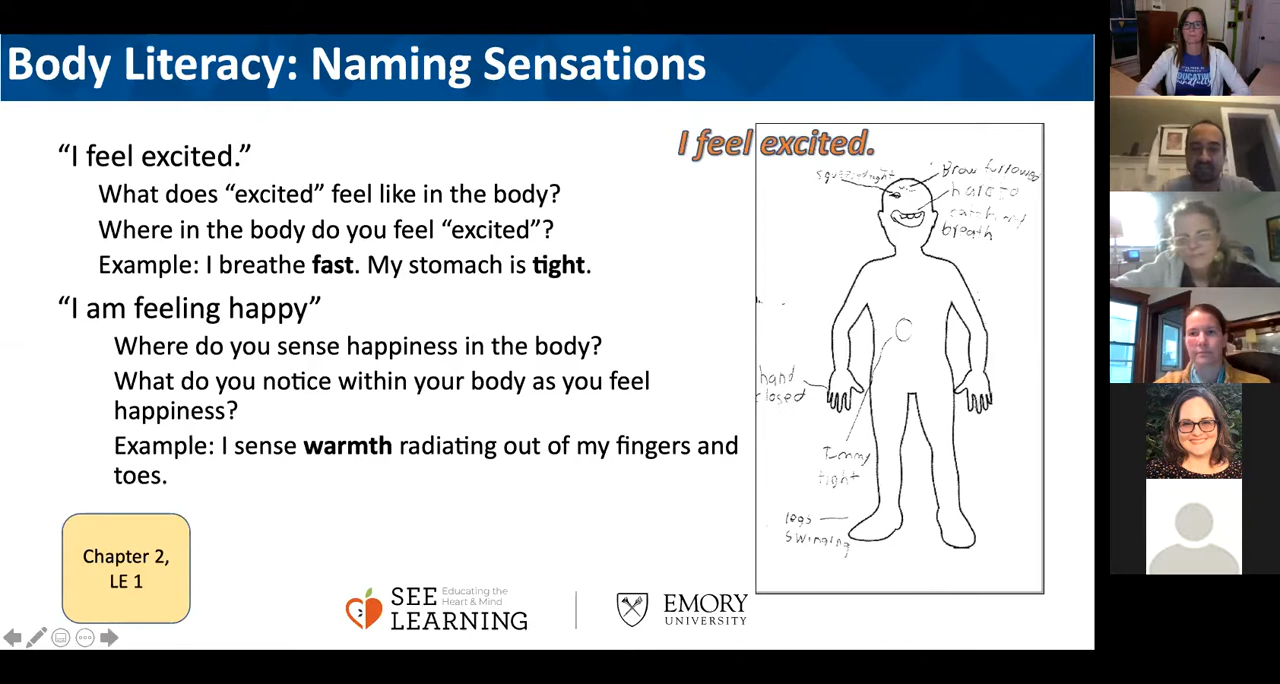 Body Literacy: Naming Sensations
“I feel excited.”
What does “excited” feel like in the body?
Where in the body do you feel “excited”?
Example: I breathe fast. My stomach is tight.
“I am feeling happy”
Where do you sense happiness in the body?
What do you notice within your body as you feel
happiness?
Example: I sense warmth radiating out of my fingers and
toes.
Chapter 2,
LE 1
SEE
LEARNING
Educating the
Heart & Mind
EMORY
UNIVERSITY
I feel excited.
Brow
breath
hand
closed
tight
legs
swinging
EDUCATING